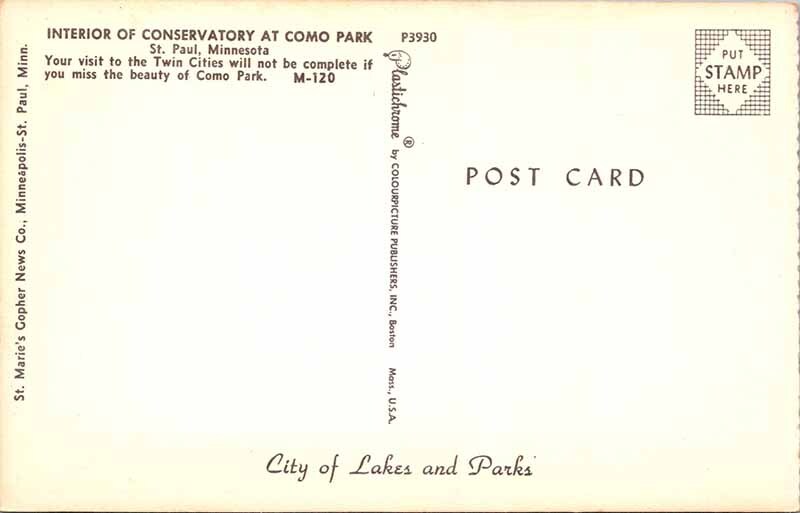 INTERIOR OF CONSERVATORY AT COMO PARK P3930
St. Paul, Minnesota
Your visit to the Twin Cities will not be complete if
you miss the beauty of Como Park. M-120
St. Marie's Gopher News Co., Minneapolis-St. Paul, Minn.
Plastichrome ® by COLOURPICTURE PUBLISHERS, INC., Boston Mass., U.S.A.
PUT
STAMP
HERE
POST CARD
City of Lakes and Parks